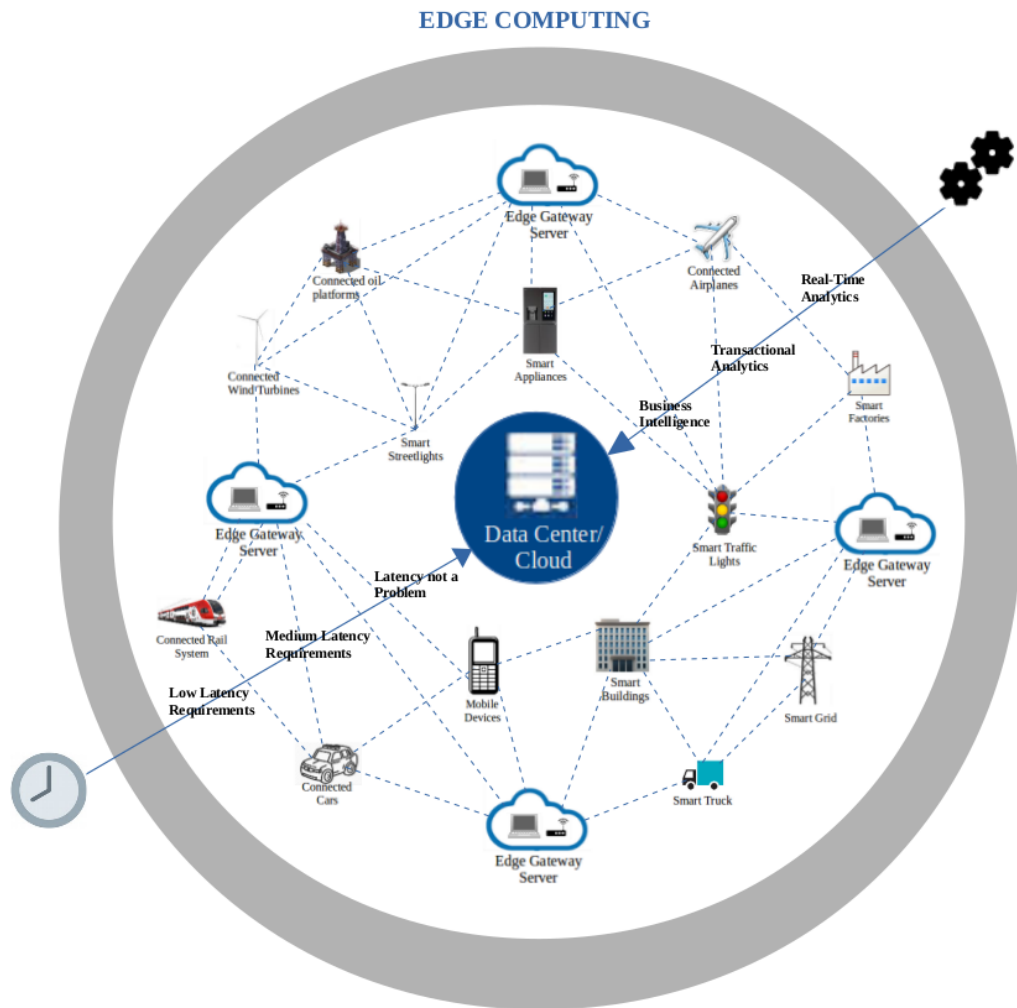 EDGE COMPUTING
Edge Gateway
Server
Connected oil
platforms
Connected
Airplanes
Real-Time
Analytics
Smart
Appliances
Transactional
Analytics
Connected
Wind Turbines
Smart
Factories
Business
Intelligence
Smart
Streetlights
Data Center/
Cloud
Edge Gateway
Server
Smart Traffic
Lights
Edge Gateway
Server
Latency not a
Problem
Connected Rail
System
Medium Latency
Requirements
Low Latency
Requirements
Mobile
Devices
Smart
Buildings
Smart Grid
Connected
Cars
Smart Truck
Edge Gateway
Server